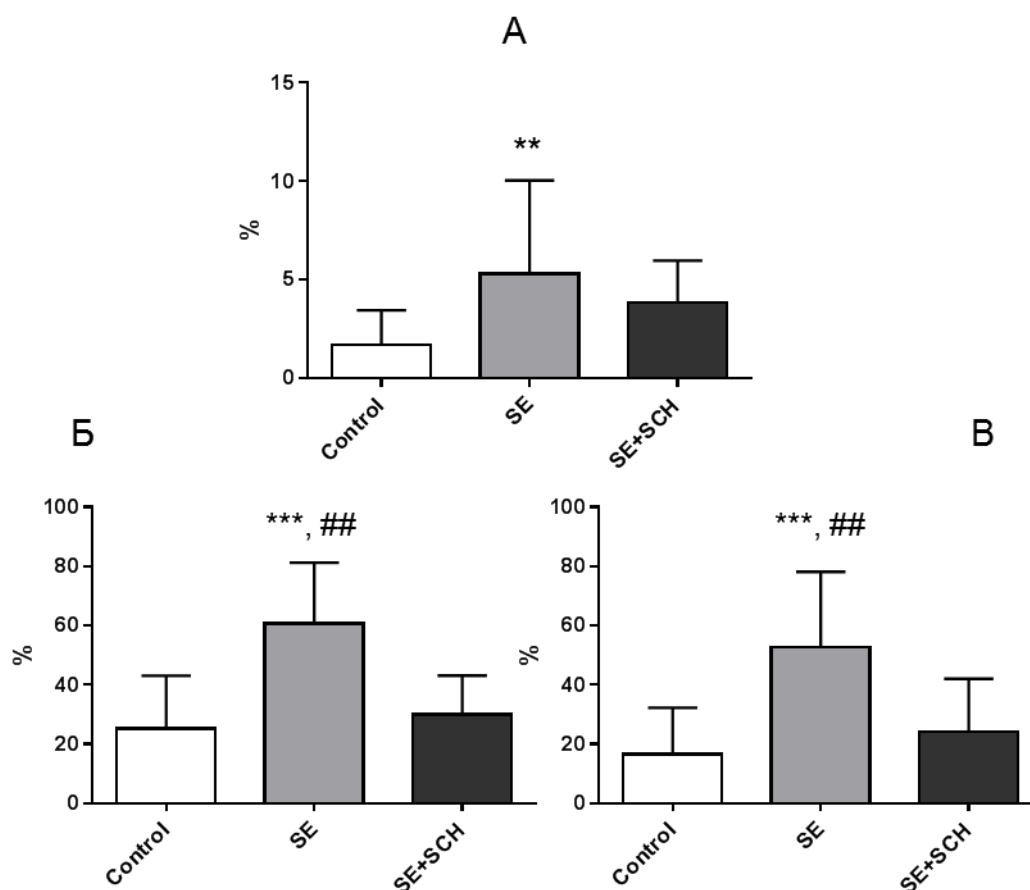 А
15
**
10
%
5
0
Control
SE
SE+SCH
Б
100
***, ##
80
60
%
40
20
0
Control
SE
SE+SCH
В
100
***, ##
80
60
%
40
20
0
Control
SE
SE+SCH